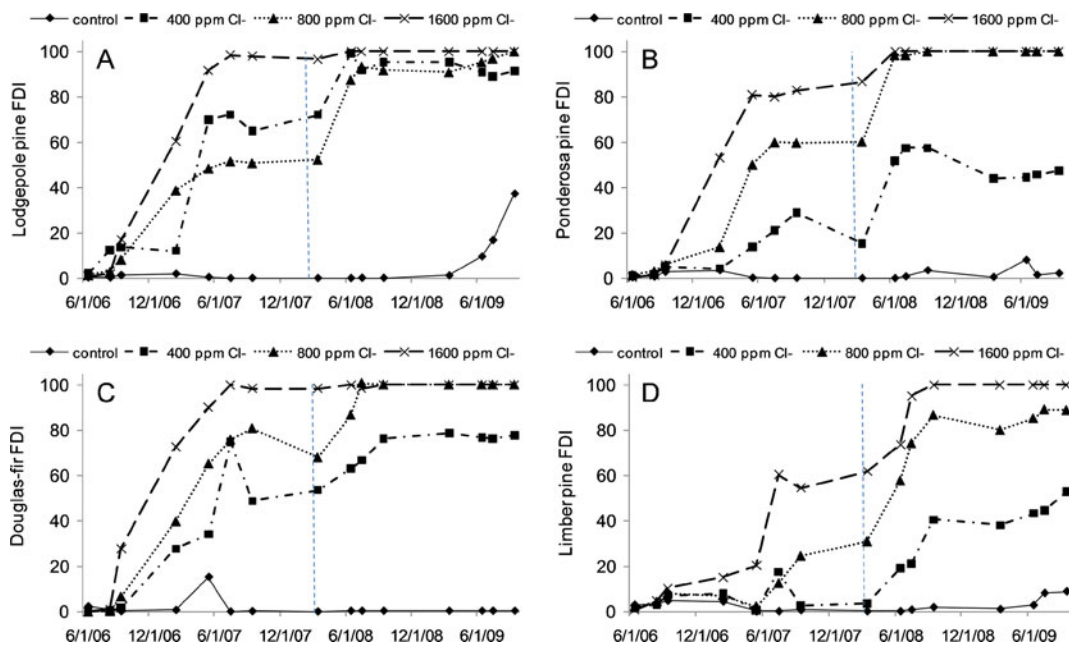 control 400 ppm Cl- 800 ppm Cl- 1600 ppm Cl-
A
Lodgepole pine FDI
100
80
60
40
20
0
6/1/06 12/1/06 6/1/07 12/1/07 6/1/08 12/1/08 6/1/09
control 400 ppm Cl- 800 ppm Cl- 1600 ppm Cl-
B
Ponderosa pine FDI
100
80
60
40
20
0
6/1/06 12/1/06 6/1/07 12/1/07 6/1/08 12/1/08 6/1/09
control 400 ppm Cl- 800 ppm Cl- 1600 ppm Cl-
C
Douglas-fir FDI
100
80
60
40
20
0
6/1/06 12/1/06 6/1/07 12/1/07 6/1/08 12/1/08 6/1/09
control 400 ppm Cl- 800 ppm Cl- 1600 ppm Cl-
D
Limber pine FDI
100
80
60
40
20
0
6/1/06 12/1/06 6/1/07 12/1/07 6/1/08 12/1/08 6/1/09